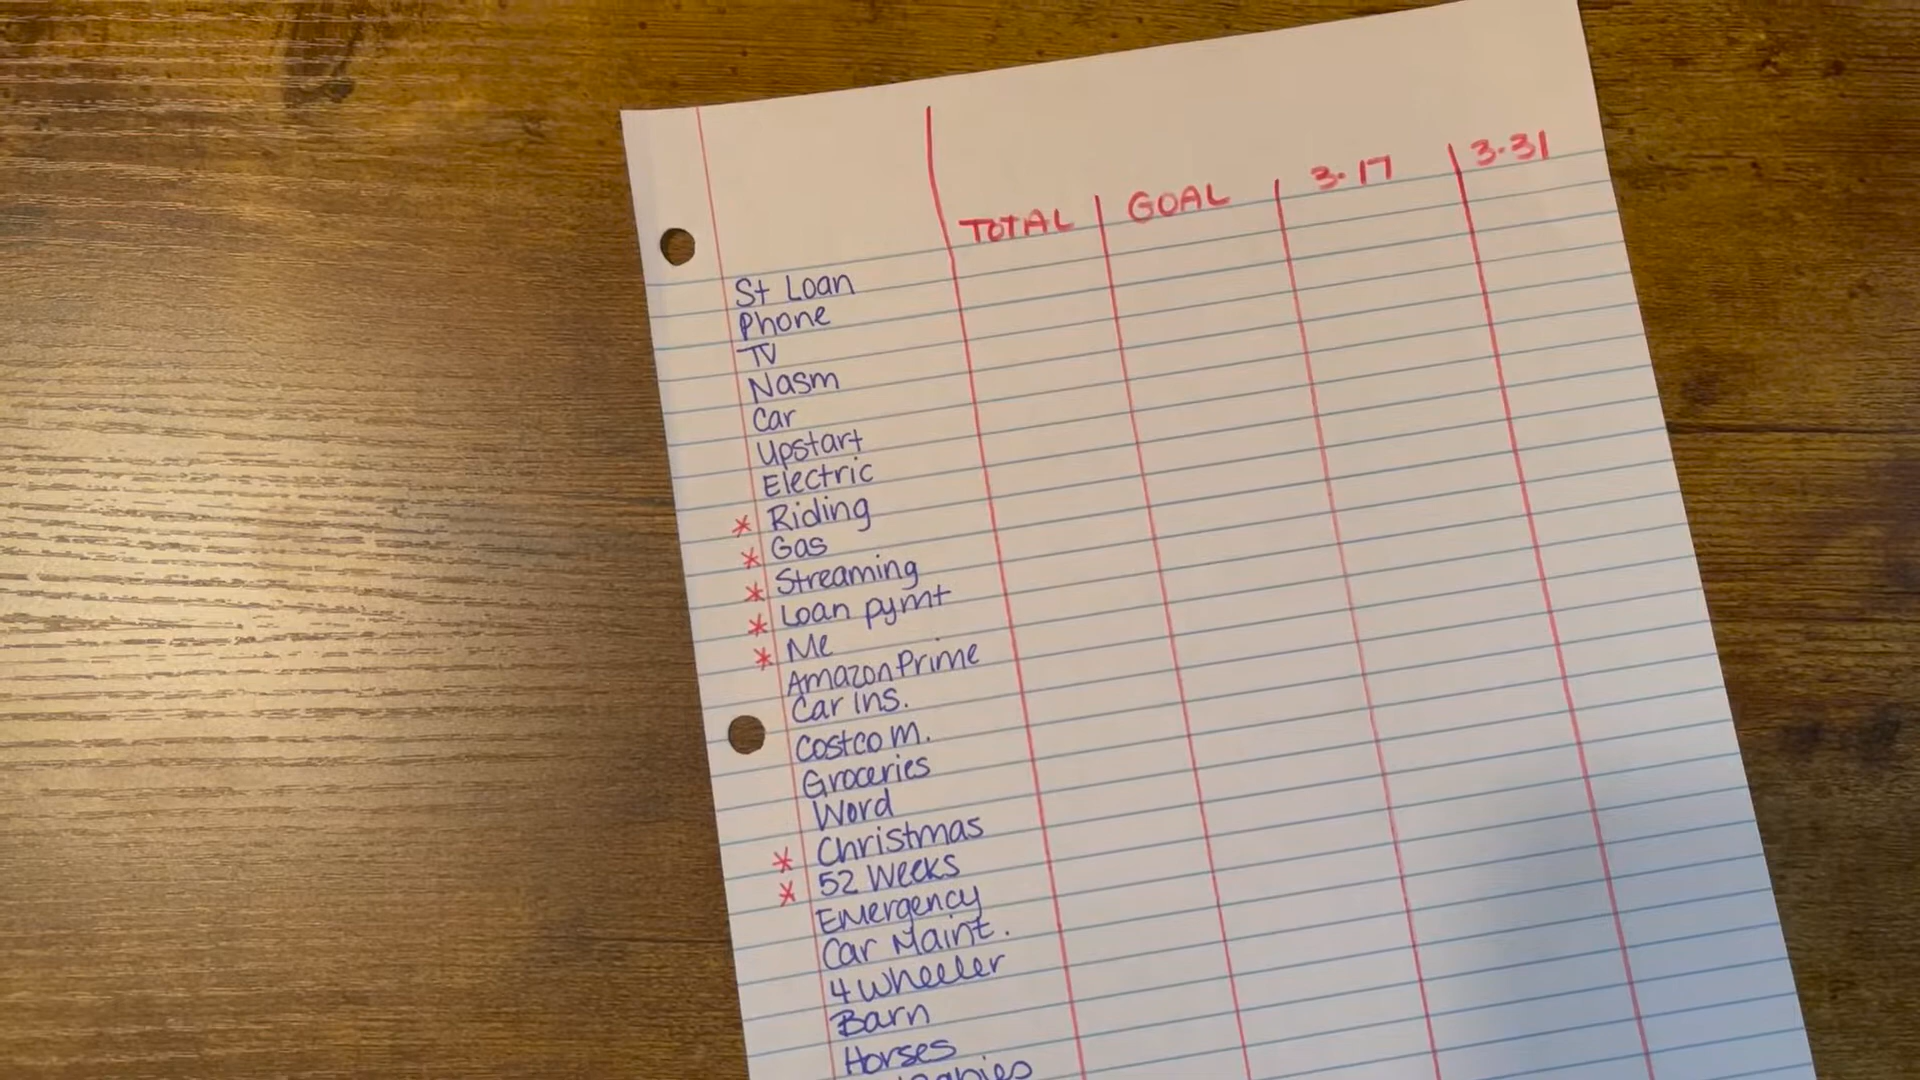 TOTAL GOAL 3.17 3.31
St Loan
Phone
TV
Nasm
Car
Upstart
Electric
* Riding
* Gas
* Streaming
* Loan pymt
* Me
Amazon Prime
Car Ins.
Costco m.
Groceries
Word
* Christmas
* 52 Weeks
Emergency
Car Maint.
4 wheeler
Barn
Horses